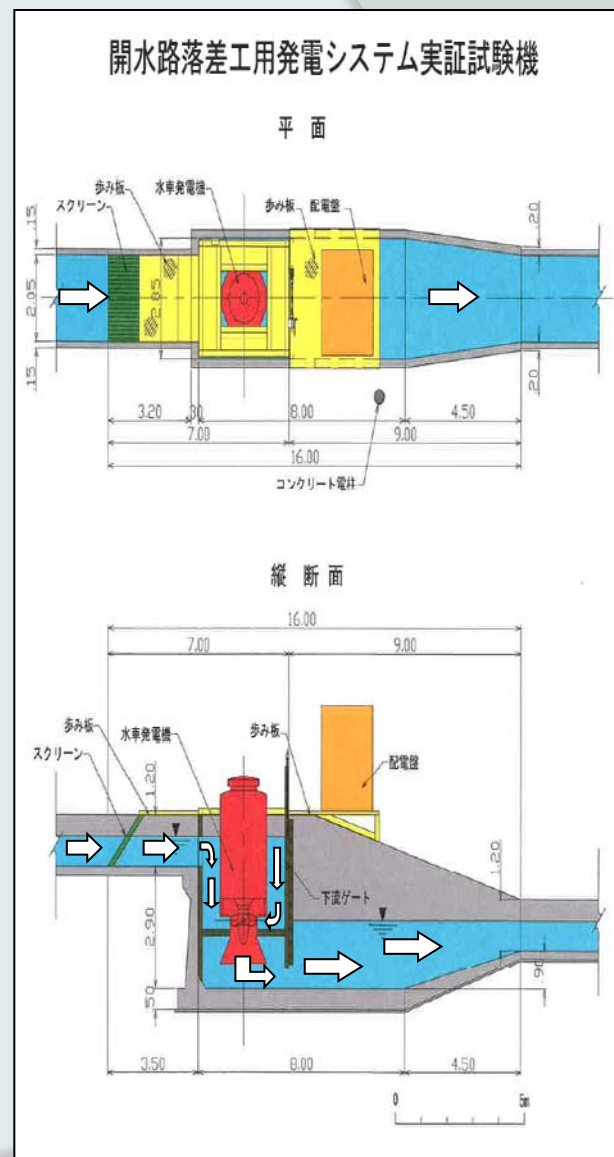 開水路落差工用発電システム実証試験機
平 面
歩み板
水車発電機
スクリーン
歩み板
配電盤
.15
2.05
.15
2.85
.20
.20
3.20
.30
8.00
4.50
7.00
9.00
16.00
コンクリート電柱
縦 断 面
16.00
7.00
9.00
歩み板
水車発電機
スクリーン
歩み板
配電盤
1.20
1.20
下流ゲート
2.90
.90
.50
3.50
8.00
4.50
0
5m